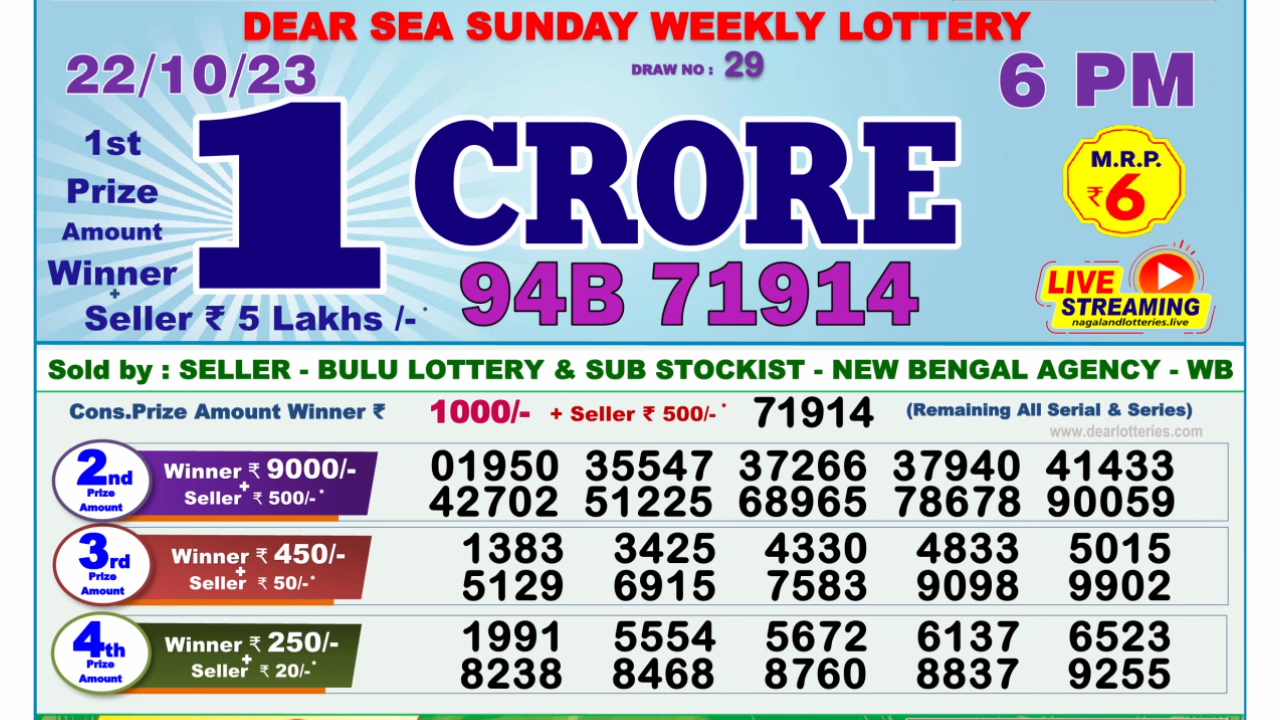 DEAR SEA SUNDAY WEEKLY LOTTERY
22/10/23
DRAW NO : 29
6 PM
1st
Prize
Amount
Winner
+
Seller ₹ 5 Lakhs /- *
1 CRORE
94B 71914
M.R.P.
₹6
LIVE
STREAMING
nagalandlotteries.live
Sold by : SELLER - BULU LOTTERY & SUB STOCKIST - NEW BENGAL AGENCY - WB
Cons.Prize Amount Winner ₹ 1000/- + Seller ₹ 500/- * 71914 (Remaining All Serial & Series)
www.dearlotteries.com
2nd
Prize
Amount
Winner ₹ 9000/-
+
Seller ₹ 500/- *
01950 35547 37266 37940 41433
42702 51225 68965 78678 90059
3rd
Prize
Amount
Winner ₹ 450/-
+
Seller ₹ 50/- *
1383 3425 4330 4833 5015
5129 6915 7583 9098 9902
4th
Prize
Amount
Winner ₹ 250/-
+
Seller ₹ 20/- *
1991 5554 5672 6137 6523
8238 8468 8760 8837 9255